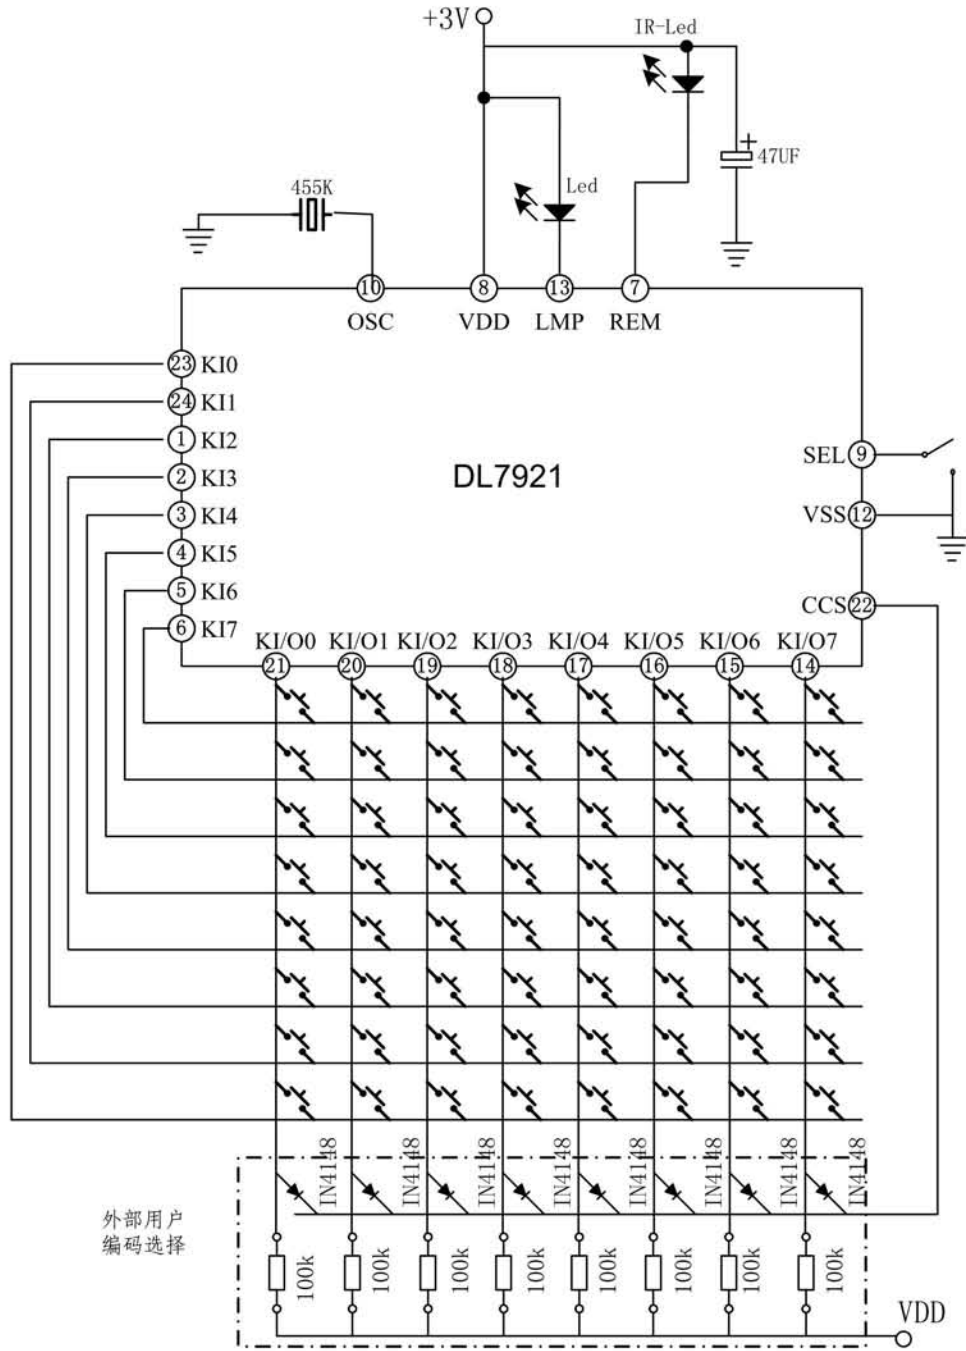 +3V
IR-Led
47UF
455K
Led
10
8
13
7
OSC
VDD
LMP
REM
23 KI0
24 KI1
1 KI2
2 KI3
3 KI4
4 KI5
5 KI6
6 KI7
DL7921
SEL 9
VSS 12
CCS 22
KI/O0 KI/O1 KI/O2 KI/O3 KI/O4 KI/O5 KI/O6 KI/O7
21 20 19 18 17 16 15 14
IN4148 IN4148 IN4148 IN4148 IN4148 IN4148 IN4148 IN4148
外部用户
编码选择
100k 100k 100k 100k 100k 100k 100k 100k
VDD